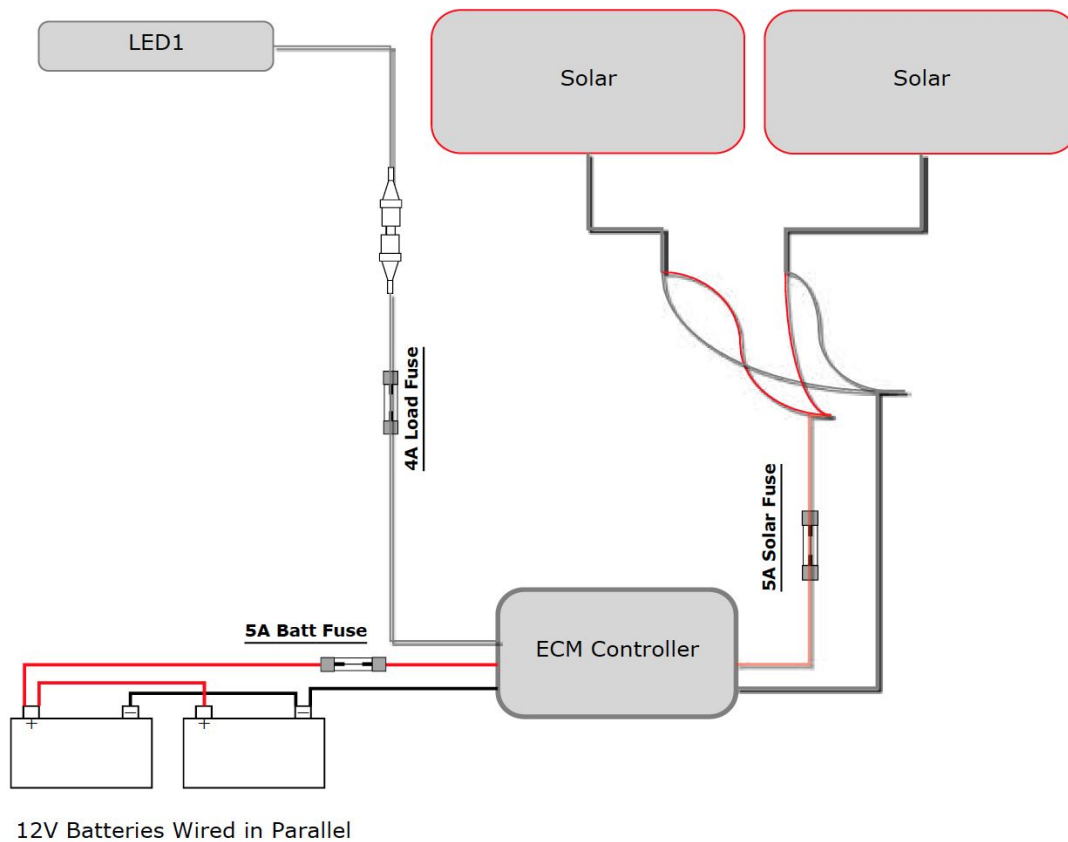 LED1
Solar
Solar
4A Load Fuse
5A Solar Fuse
5A Batt Fuse
ECM Controller
+
−
+
−
12V Batteries Wired in Parallel